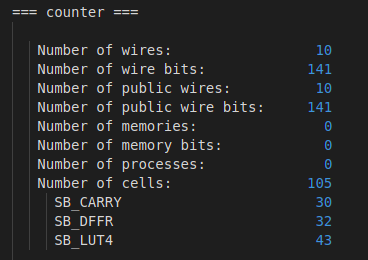 === counter ===
Number of wires: 10
Number of wire bits: 141
Number of public wires: 10
Number of public wire bits: 141
Number of memories: 0
Number of memory bits: 0
Number of processes: 0
Number of cells: 105
SB_CARRY 30
SB_DFFR 32
SB_LUT4 43